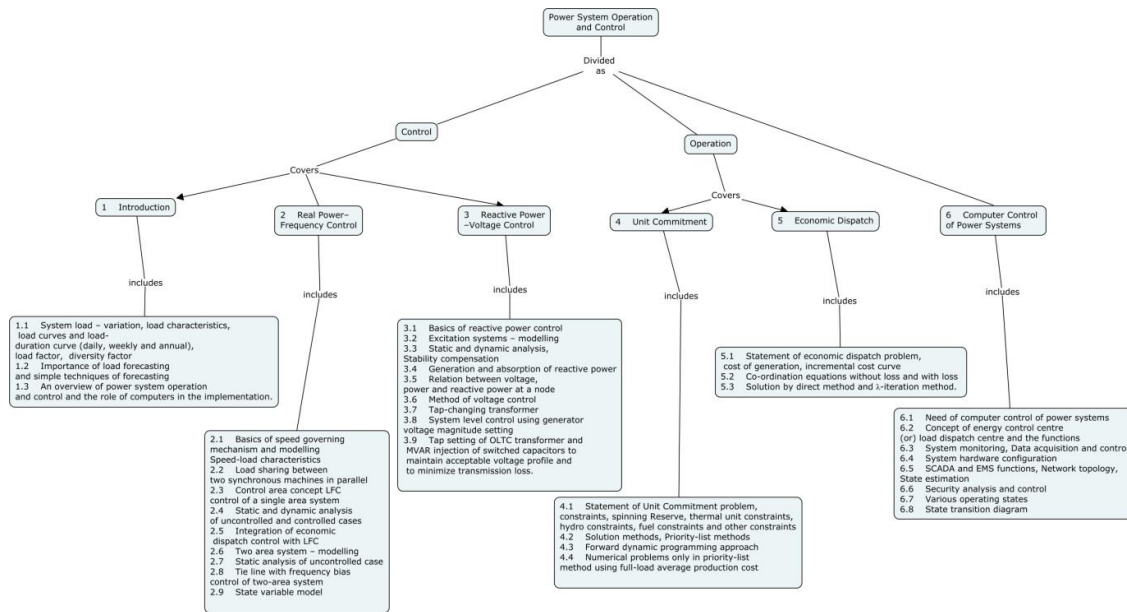 Power System Operation
and Control
Divided
as
Control
Operation
Covers
Covers
1 Introduction
2 Real Power–
Frequency Control
3 Reactive Power
–Voltage Control
4 Unit Commitment
5 Economic Dispatch
6 Computer Control
of Power Systems
includes
includes
includes
includes
includes
includes
1.1 System load – variation, load characteristics,
load curves and load-
duration curve (daily, weekly and annual),
load factor, diversity factor
1.2 Importance of load forecasting
and simple techniques of forecasting
1.3 An overview of power system operation
and control and the role of computers in the implementation.
2.1 Basics of speed governing
mechanism and modelling
Speed-load characteristics
2.2 Load sharing between
two synchronous machines in parallel
2.3 Control area concept LFC
control of a single area system
2.4 Static and dynamic analysis
of uncontrolled and controlled cases
2.5 Integration of economic
dispatch control with LFC
2.6 Two area system – modelling
2.7 Static analysis of uncontrolled case
2.8 Tie line with frequency bias
control of two-area system
2.9 State variable model
3.1 Basics of reactive power control
3.2 Excitation systems – modelling
3.3 Static and dynamic analysis,
Stability compensation
3.4 Generation and absorption of reactive power
3.5 Relation between voltage,
power and reactive power at a node
3.6 Method of voltage control
3.7 Tap-changing transformer
3.8 System level control using generator
voltage magnitude setting
3.9 Tap setting of OLTC transformer and
MVAR injection of switched capacitors to
maintain acceptable voltage profile and
to minimize transmission loss.
4.1 Statement of Unit Commitment problem,
constraints, spinning Reserve, thermal unit constraints,
hydro constraints, fuel constraints and other constraints
4.2 Solution methods, Priority-list methods
4.3 Forward dynamic programming approach
4.4 Numerical problems only in priority-list
method using full-load average production cost
5.1 Statement of economic dispatch problem,
cost of generation, incremental cost curve
5.2 Co-ordination equations without loss and with loss
5.3 Solution by direct method and λ-iteration method.
6.1 Need of computer control of power systems
6.2 Concept of energy control centre
(or) load dispatch centre and the functions
6.3 System monitoring, Data acquisition and control
6.4 System hardware configuration
6.5 SCADA and EMS functions, Network topology,
State estimation
6.6 Security analysis and control
6.7 Various operating states
6.8 State transition diagram